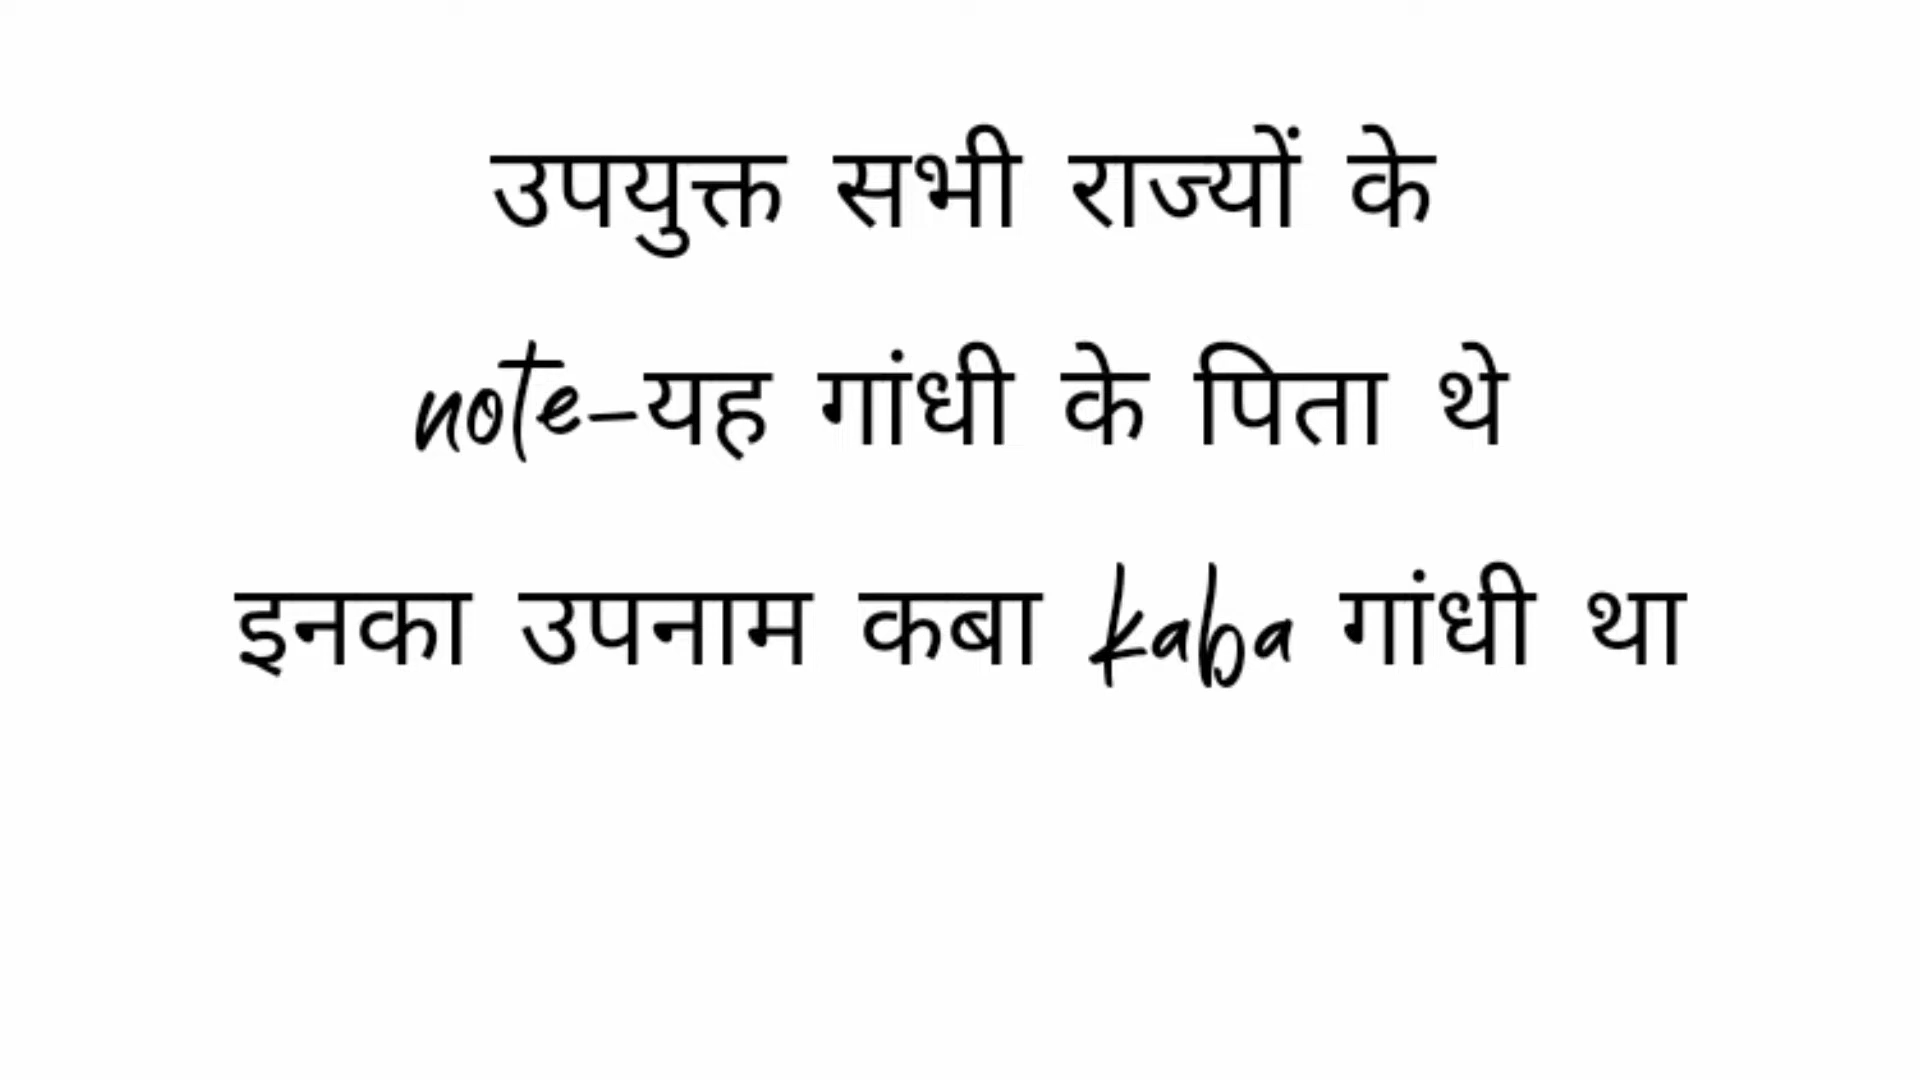 उपयुक्त सभी राज्यों के
note-यह गांधी के पिता थे
इनका उपनाम कबा kaba गांधी था